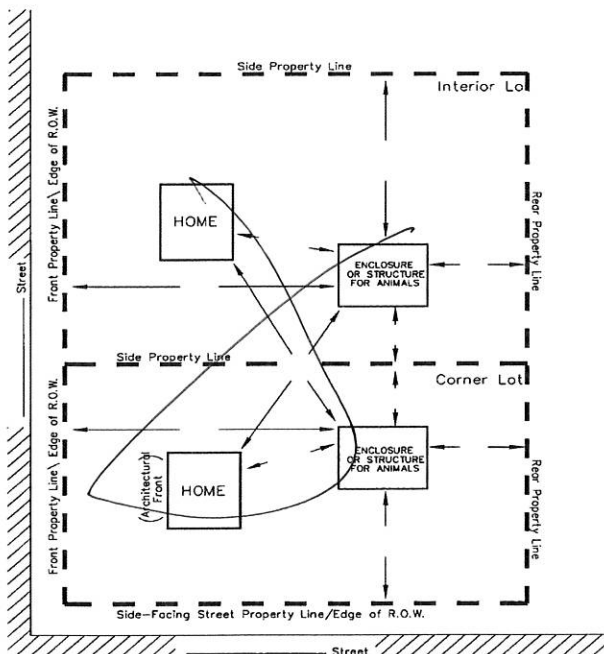 Side Property Line
Interior Lo
Front Property Line\ Edge of R.O.W.
HOME
ENCLOSURE
OR STRUCTURE
FOR ANIMALS
Rear Property Line
Street
Side Property Line
Corner Lot
Front Property Line\ Edge of R.O.W.
(Architectural
Front)
HOME
ENCLOSURE
OR STRUCTURE
FOR ANIMALS
Rear Property Line
Side-Facing Street Property Line/Edge of R.O.W.
Street